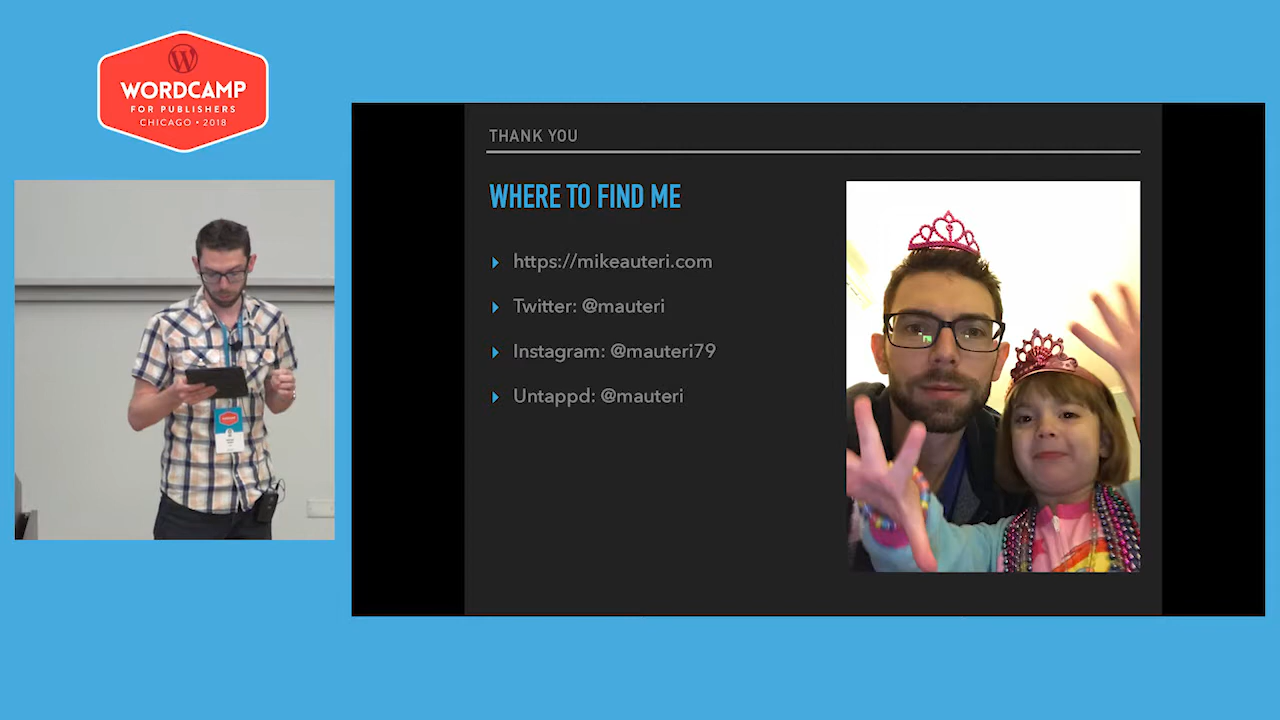 WORDCAMP
FOR PUBLISHERS
CHICAGO • 2018
THANK YOU
WHERE TO FIND ME
https://mikeauteri.com
Twitter: @mauteri
Instagram: @mauteri79
Untappd: @mauteri